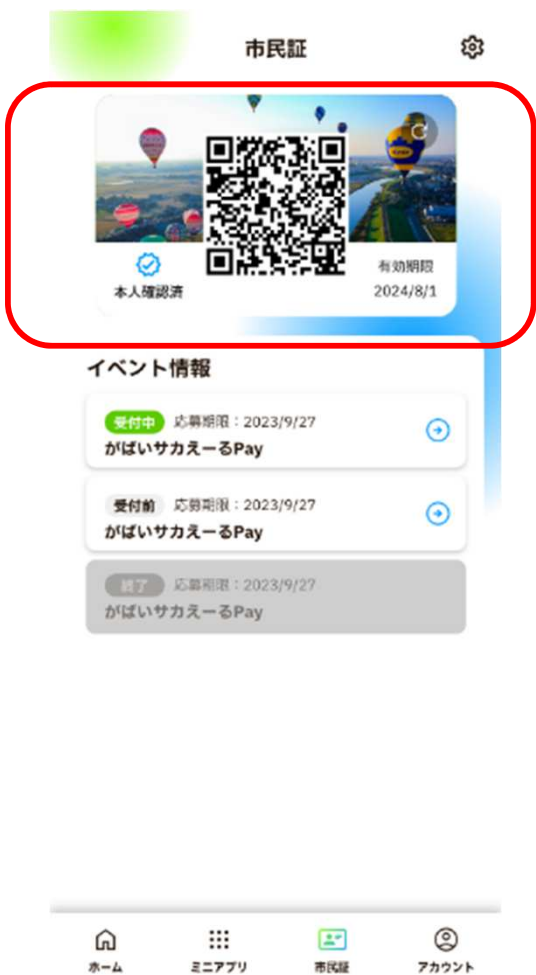 市民証
本人確認済
有効期限
2024/8/1
イベント情報
受付中 応募期限：2023/9/27
がばいサカえーるPay
受付前 応募期限：2023/9/27
がばいサカえーるPay
終了 応募期限：2023/9/27
がばいサカえーるPay
ホーム ミニアプリ 市民証 アカウント